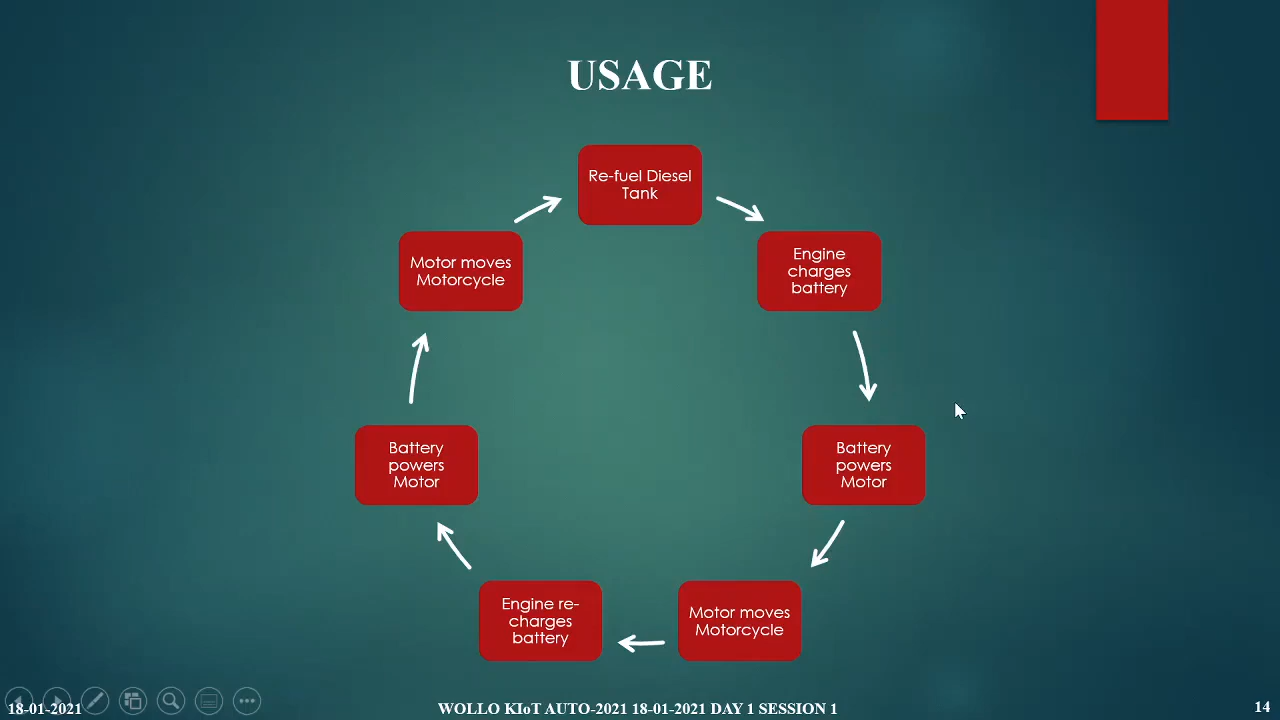 USAGE
Re-fuel Diesel
Tank
Engine
charges
battery
Battery
powers
Motor
Motor moves
Motorcycle
Engine re-
charges
battery
Battery
powers
Motor
Motor moves
Motorcycle
18-01-2021
WOLLO KIoT AUTO-2021 18-01-2021 DAY 1 SESSION 1
14